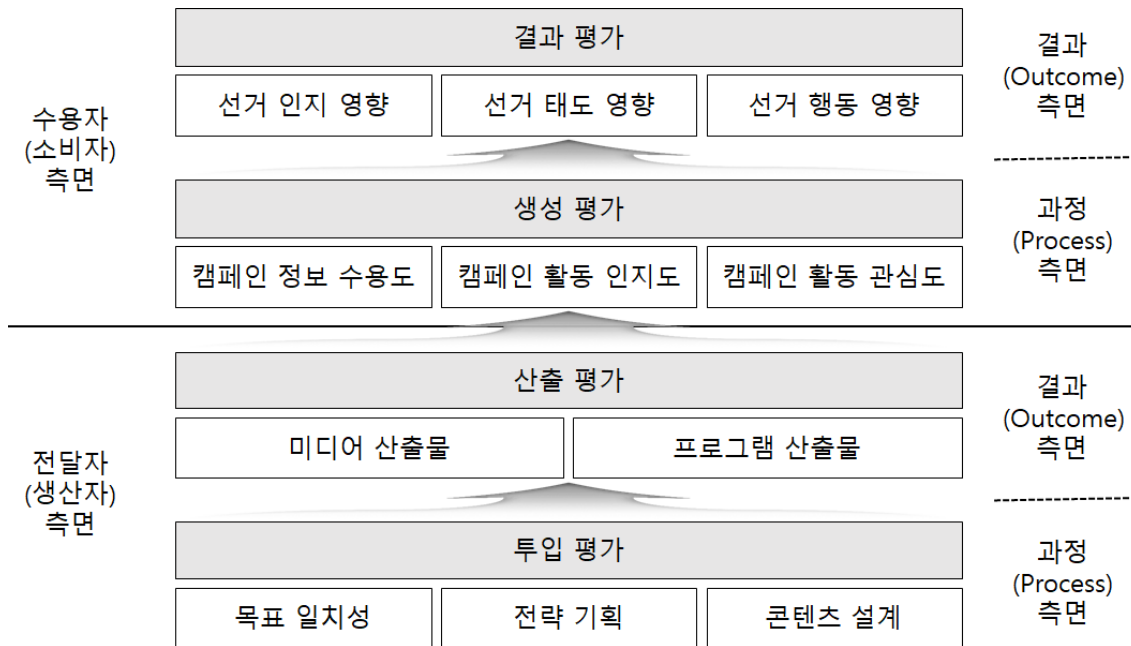 결과 평가
선거 인지 영향
선거 태도 영향
선거 행동 영향
수용자
(소비자)
측면
결과
(Outcome)
측면
생성 평가
캠페인 정보 수용도
캠페인 활동 인지도
캠페인 활동 관심도
과정
(Process)
측면
산출 평가
미디어 산출물
프로그램 산출물
전달자
(생산자)
측면
결과
(Outcome)
측면
투입 평가
목표 일치성
전략 기획
콘텐츠 설계
과정
(Process)
측면